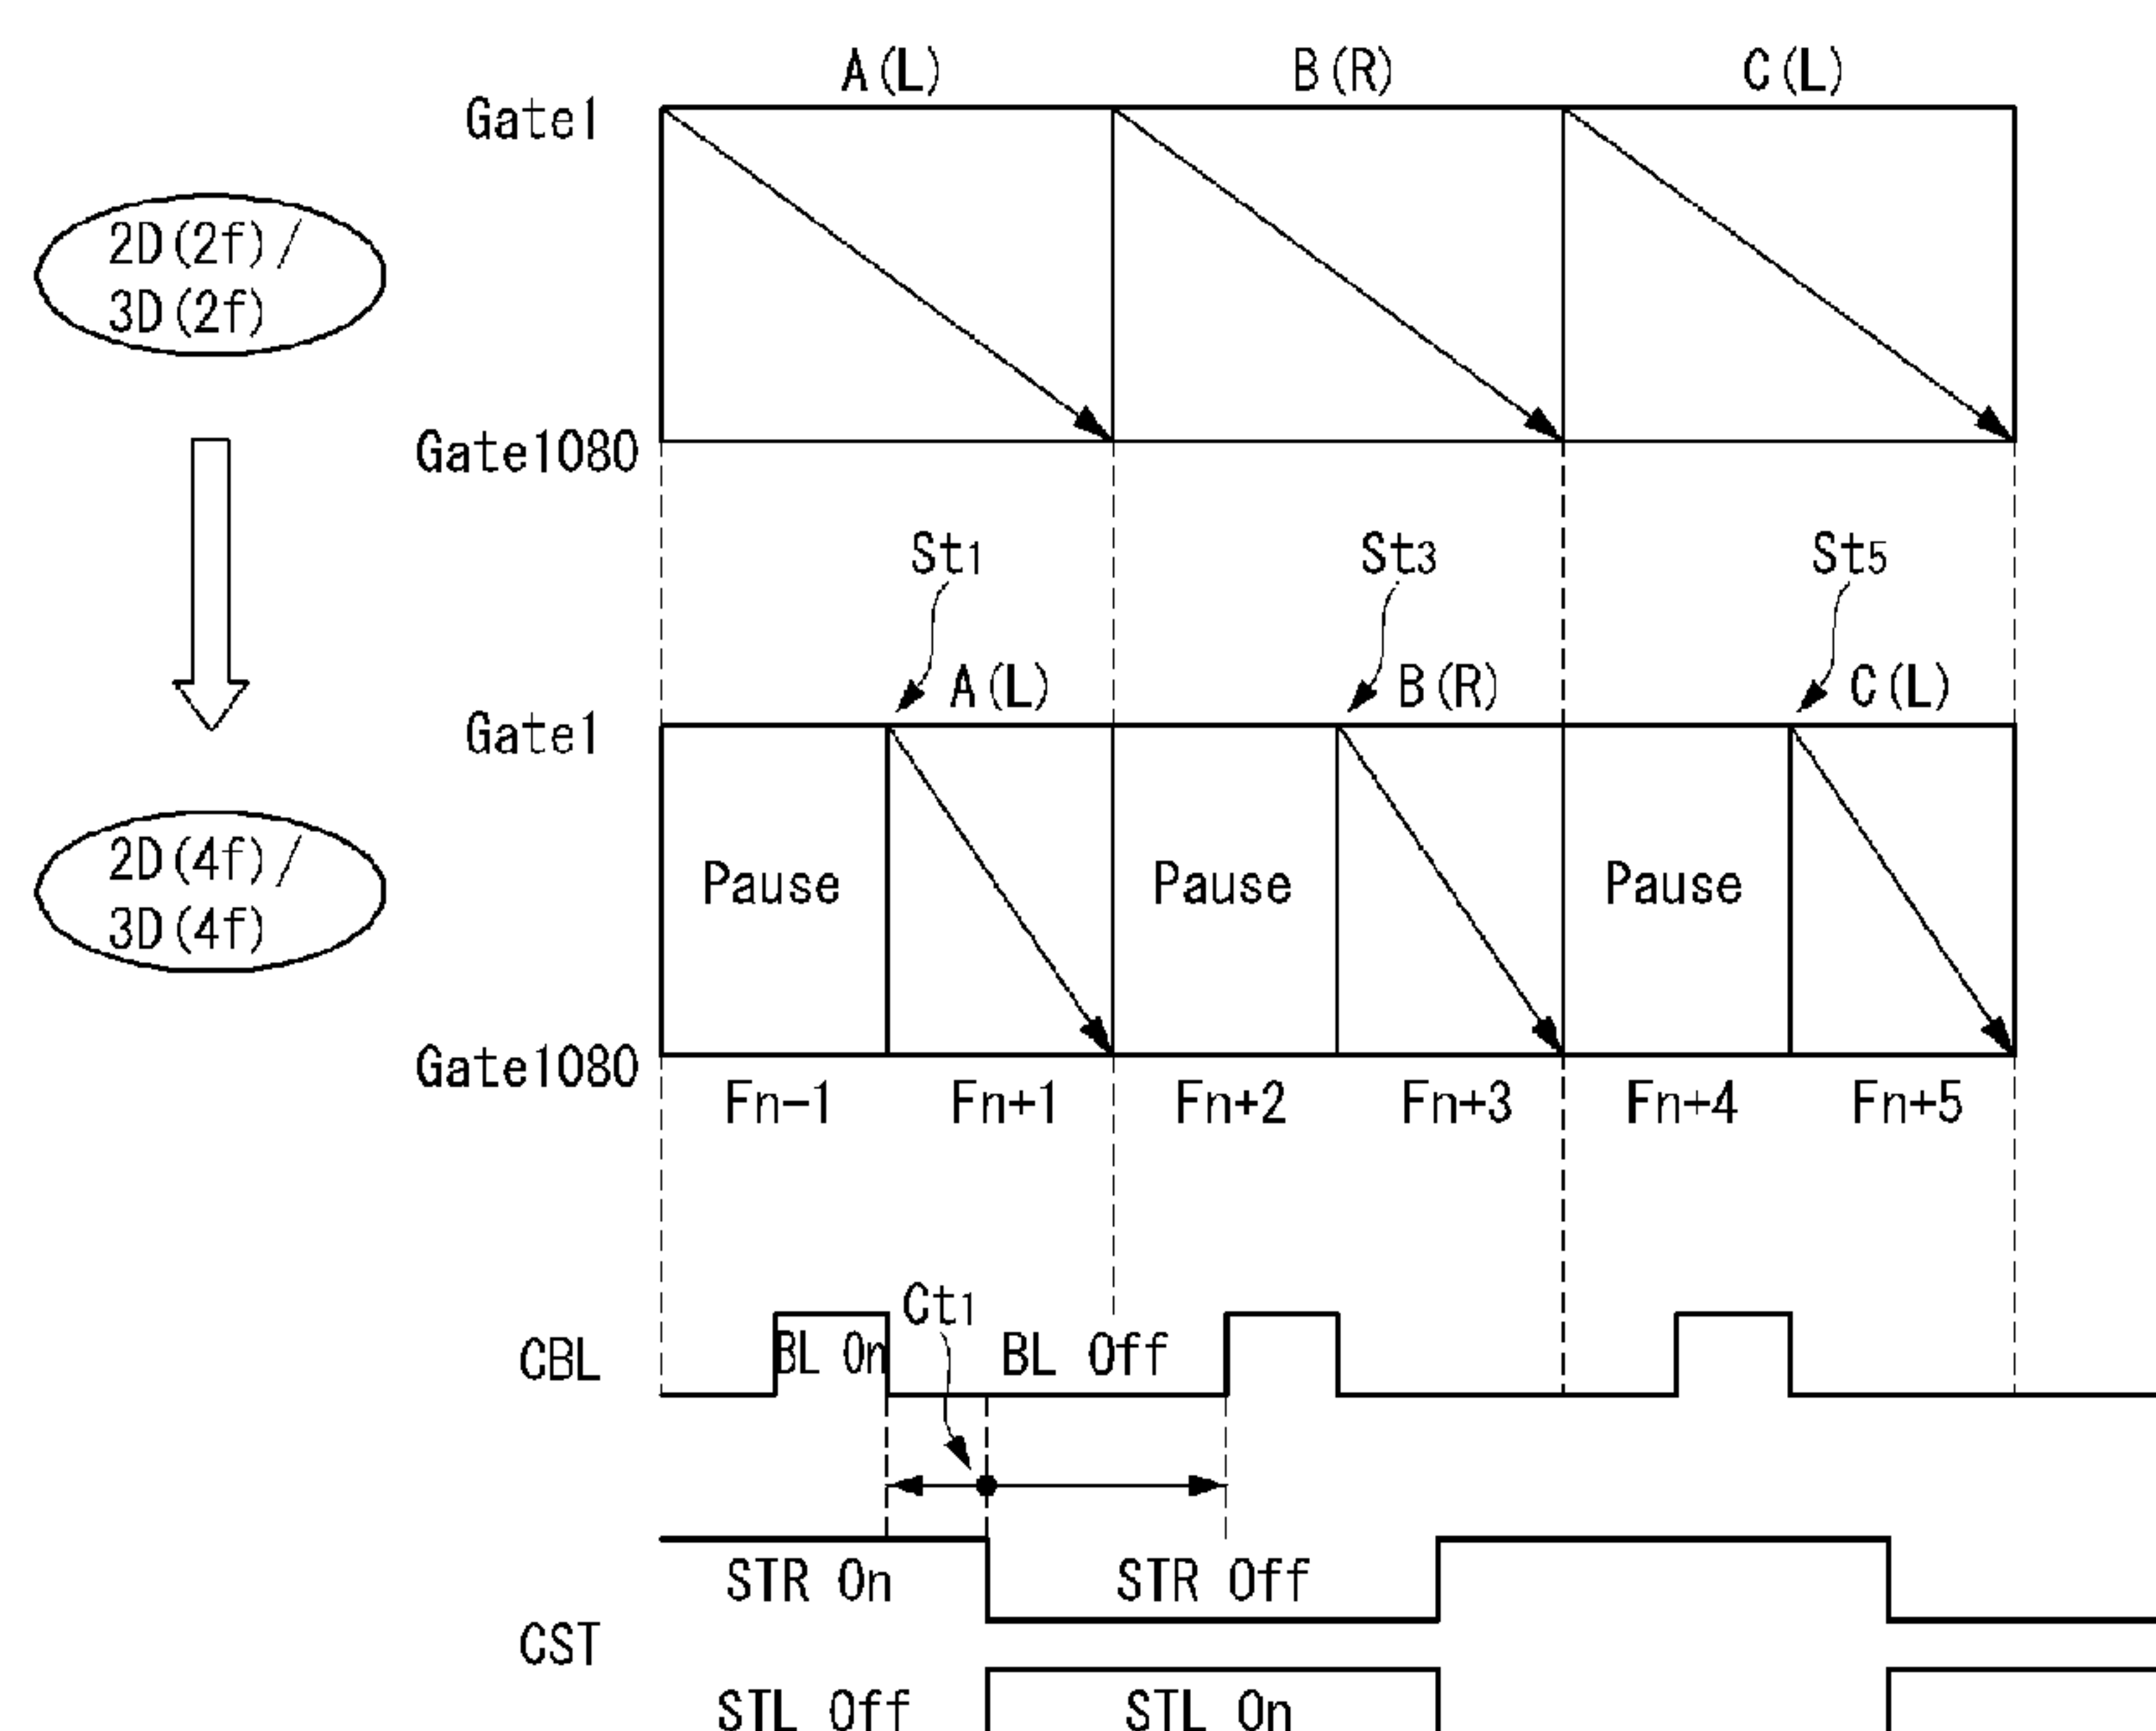 A(L) B(R) C(L)
Gate1
2D(2f)/
3D(2f)
Gate1080
St1 St3 St5
A(L) B(R) C(L)
Gate1
2D(4f)/
3D(4f)
Pause Pause Pause
Gate1080
Fn-1 Fn+1 Fn+2 Fn+3 Fn+4 Fn+5
Ct1
CBL BL On BL Off
STR On STR Off
CST
STL Off STL On